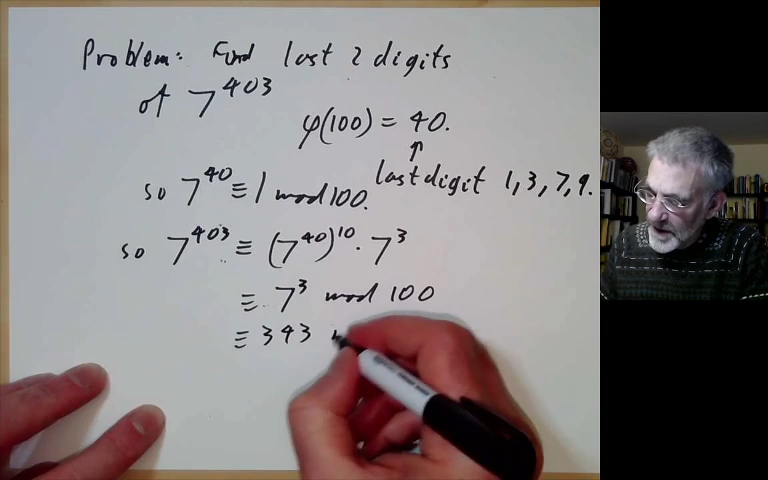 Problem: Find last 2 digits
of 7^403
φ(100) = 40.
↑
last digit 1, 3, 7, 9.
so 7^40 ≡ 1 mod 100.
so 7^403 ≡ (7^40)^10 · 7^3
≡ 7^3 mod 100
≡ 343